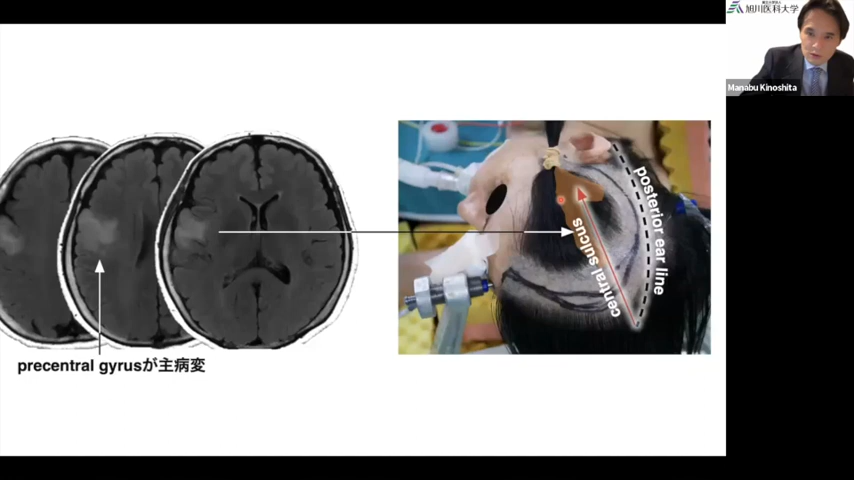 旭川医科大学
Manabu Kinoshita
posterior ear line
central sulcus
precentral gyrusが主病変